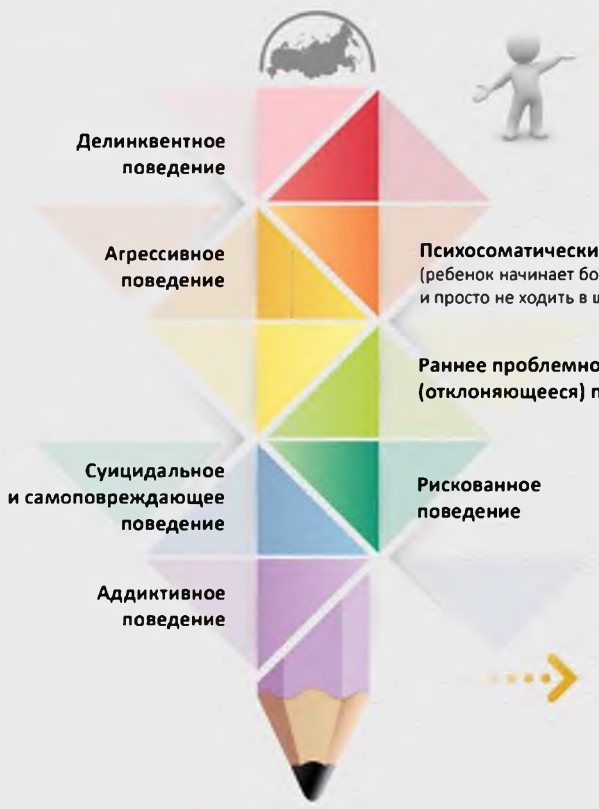 Делинквентное
поведение
Агрессивное
поведение
Психосоматически
(ребенок начинает бо
и просто не ходить в ш
Раннее проблемно
(отклоняющееся) п
Суицидальное
и самоповреждающее
поведение
Рискованное
поведение
Аддиктивное
поведение